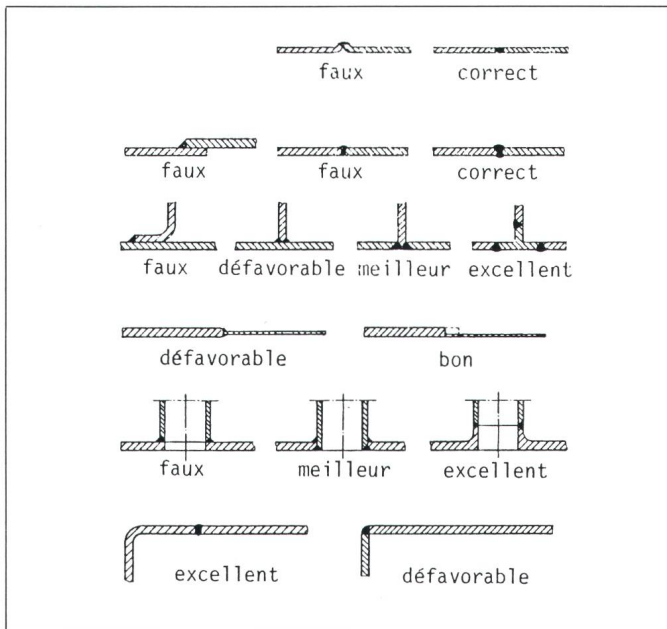 faux correct
faux faux correct
faux défavorable meilleur excellent
défavorable bon
faux meilleur excellent
excellent défavorable